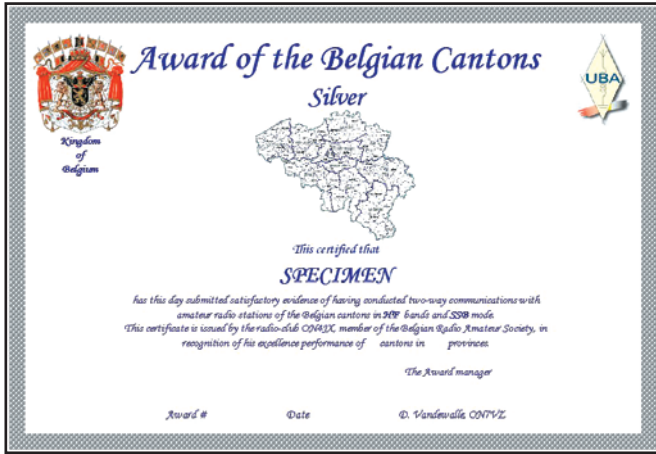 Award of the Belgian Cantons
Silver
UBA
Kingdom
of
Belgium
This certified that
SPECIMEN
has this day submitted satisfactory evidence of having conducted two-way communications with
amateur radio stations of the Belgian cantons in HF bands and SSB mode.
This certificate is issued by the radio-club ON4JX, member of the Belgian Radio Amateur Society, in
recognition of his excellence performance of cantons in provinces.
The Award manager
Award # Date D. Vandewalle, ON7VZ